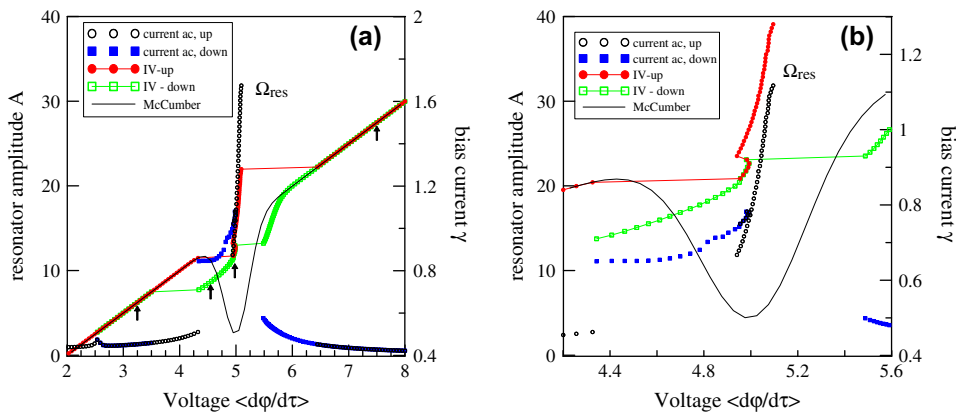 (a)
current ac, up
current ac, down
IV-up
IV - down
McCumber
Ωres
resonator amplitude A
40
30
20
10
0
2
3
4
5
6
7
8
Voltage <dφ/dτ>
2
1.6
1.2
0.8
0.4
bias current γ
(b)
current ac, up
current ac, down
IV-up
IV - down
McCumber
Ωres
resonator amplitude A
40
30
20
10
0
4.4
4.8
5.2
5.6
Voltage <dφ/dτ>
1.2
1
0.8
0.6
0.4
bias current γ